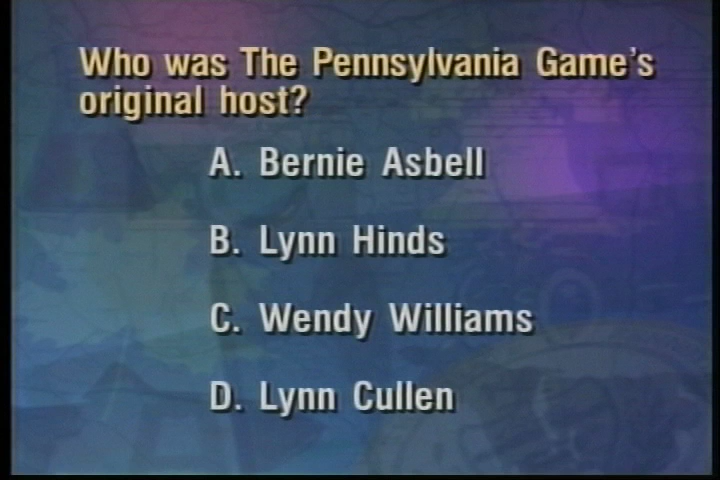 Who was The Pennsylvania Game's
original host?
A. Bernie Asbell
B. Lynn Hinds
C. Wendy Williams
D. Lynn Cullen